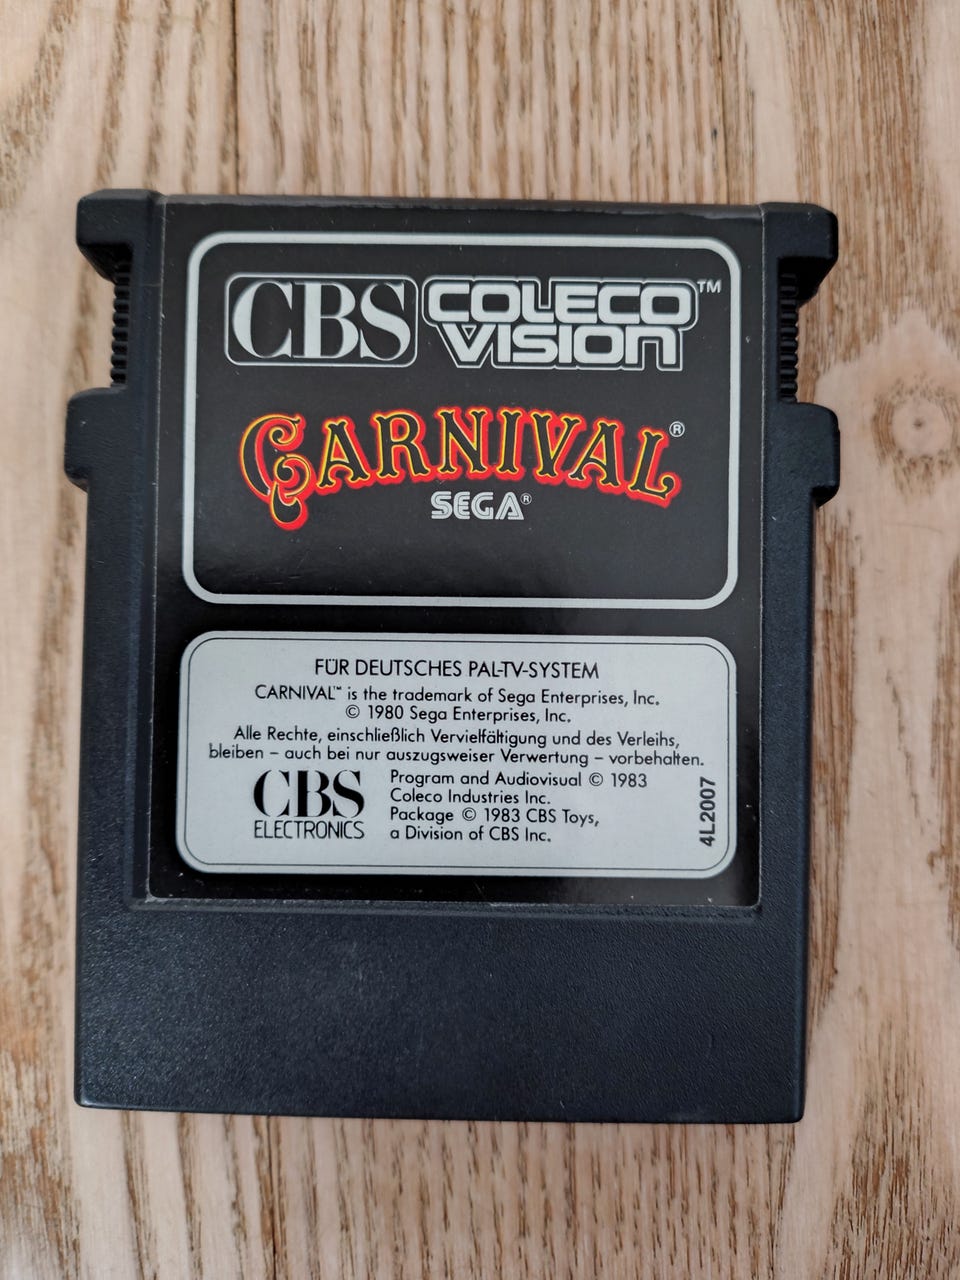 CBS COLECO VISION™
CARNIVAL®
SEGA®
FÜR DEUTSCHES PAL-TV-SYSTEM
CARNIVAL™ is the trademark of Sega Enterprises, Inc.
© 1980 Sega Enterprises, Inc.
Alle Rechte, einschließlich Vervielfältigung und des Verleihs,
bleiben – auch bei nur auszugsweiser Verwertung – vorbehalten.
CBS
ELECTRONICS
Program and Audiovisual © 1983
Coleco Industries Inc.
Package © 1983 CBS Toys,
a Division of CBS Inc.
4L2007